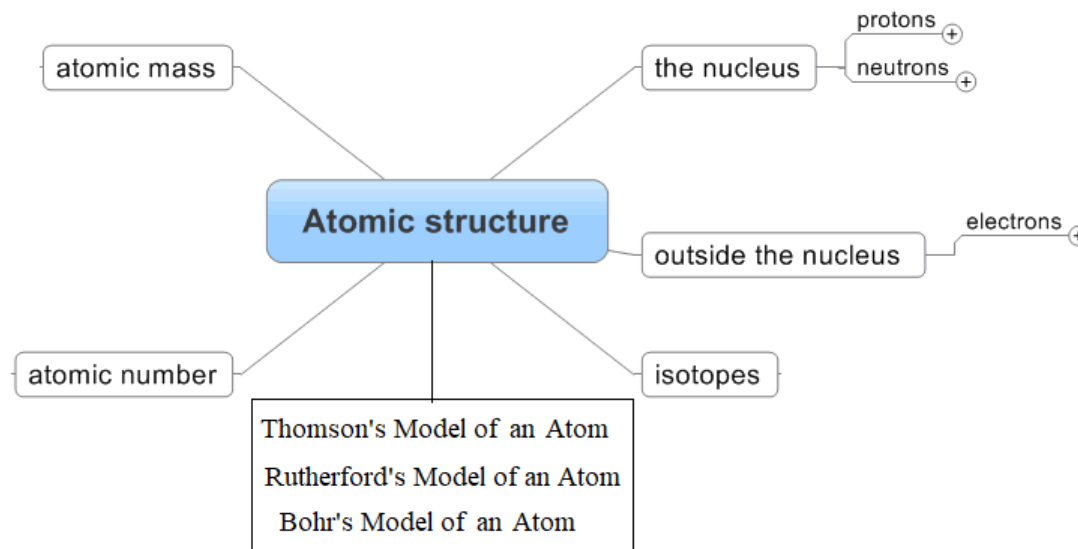 protons
atomic mass
the nucleus
neutrons
Atomic structure
electrons
outside the nucleus
atomic number
isotopes
Thomson's Model of an Atom
Rutherford's Model of an Atom
Bohr's Model of an Atom